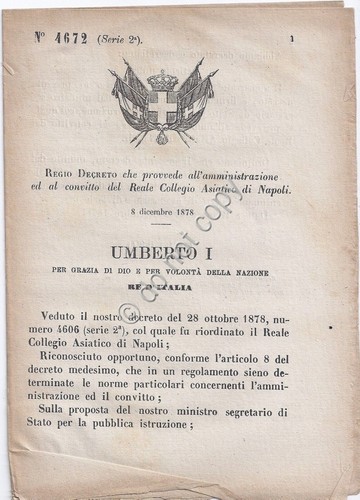 Nº 4672 (Serie 2ª). 1
REGIO DECRETO che provvede all'amministrazione
ed al convitto del Reale Collegio Asiatico di Napoli.
8 dicembre 1878
UMBERTO I
PER GRAZIA DI DIO E PER VOLONTÀ DELLA NAZIONE
RE D'ITALIA
Veduto il nostro decreto del 28 ottobre 1878, nu-
mero 4606 (serie 2ª), col quale fu riordinato il Reale
Collegio Asiatico di Napoli;
Riconosciuto opportuno, conforme l'articolo 8 del
decreto medesimo, che in un regolamento sieno de-
terminate le norme particolari concernenti l'ammi-
nistrazione ed il convitto;
Sulla proposta del nostro ministro segretario di
Stato per la pubblica istruzione;
do not copy